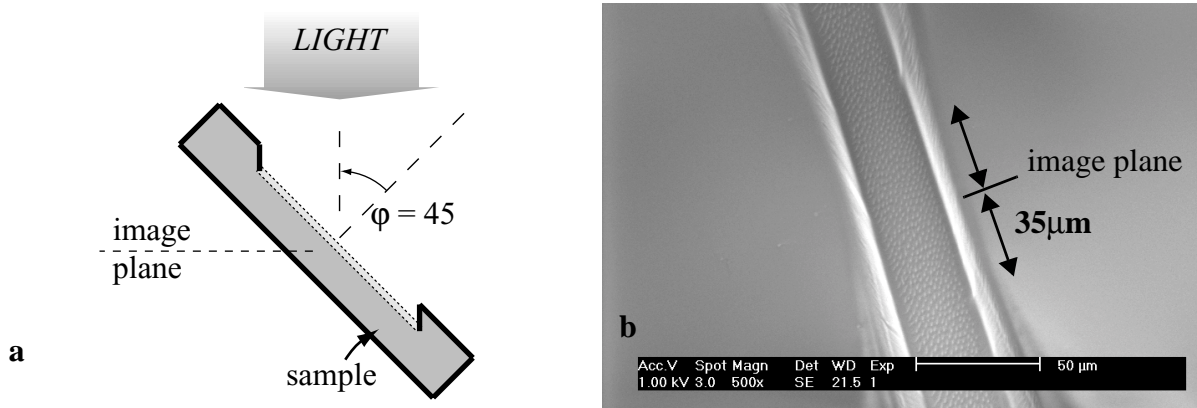 LIGHT
φ = 45
image
plane
sample
a
image plane
35μm
b
Acc.V Spot Magn Det WD Exp
1.00 kV 3.0 500x SE 21.5 1
50 μm